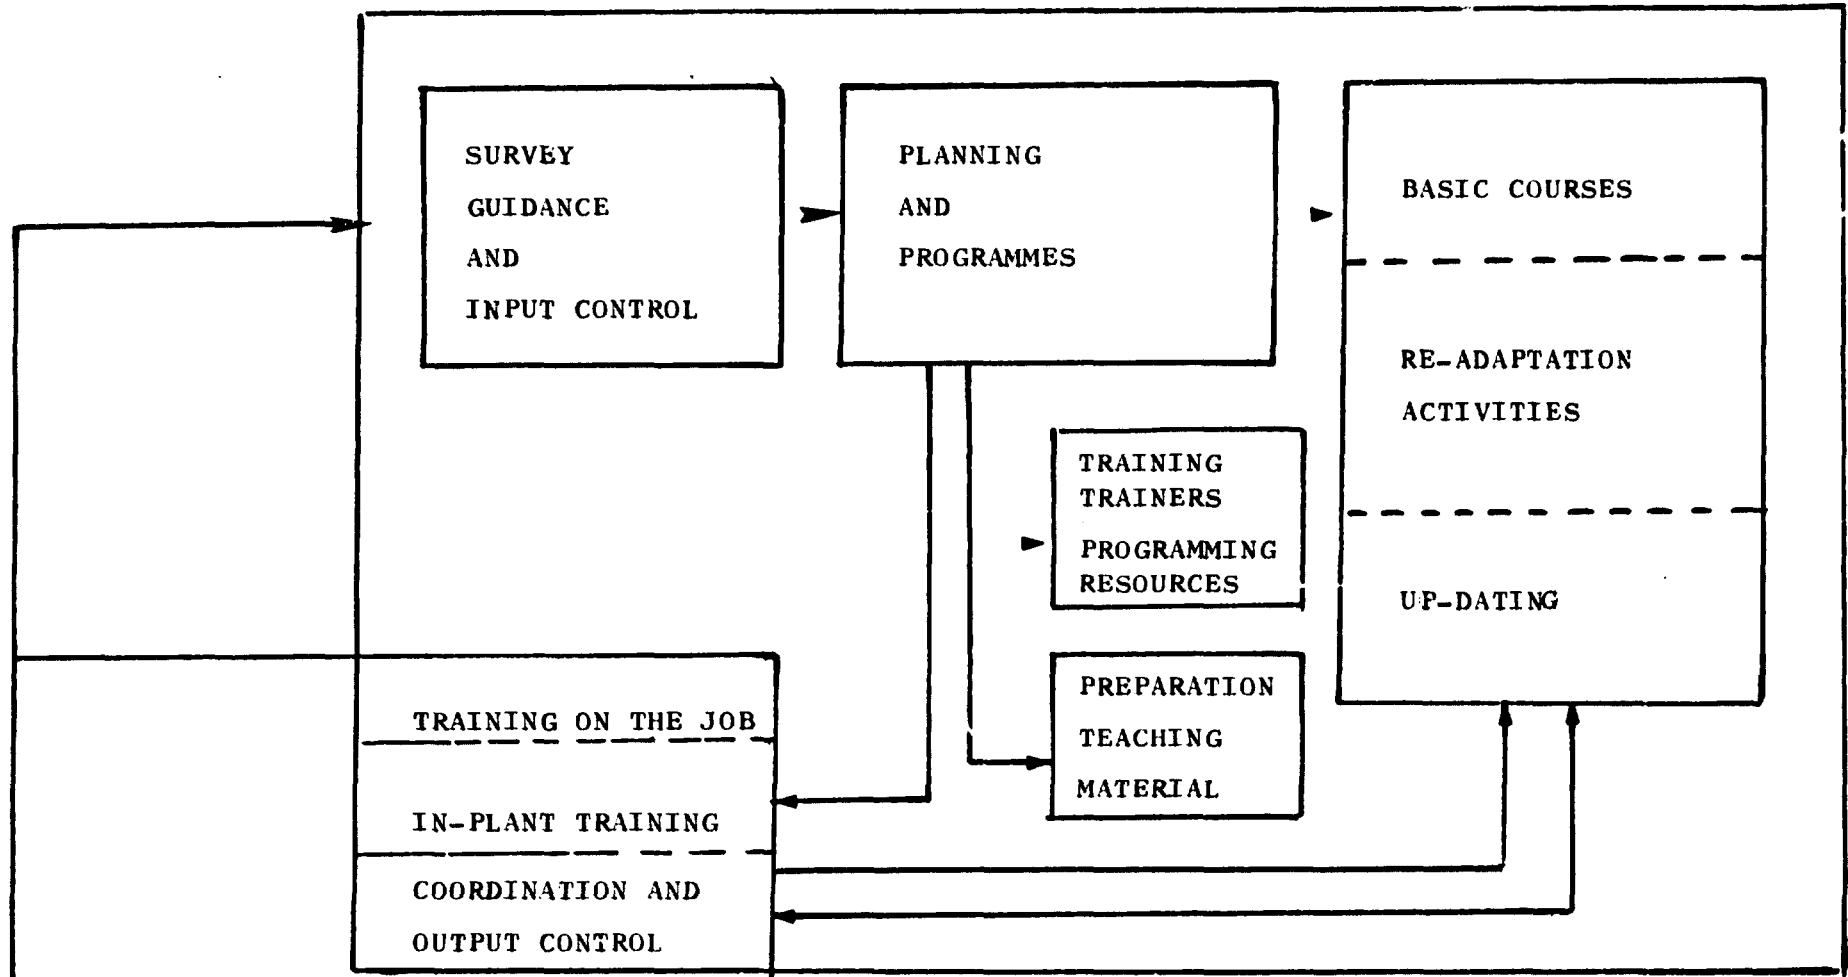 SURVEY
GUIDANCE
AND
INPUT CONTROL
PLANNING
AND
PROGRAMMES
BASIC COURSES
RE-ADAPTATION
ACTIVITIES
UP-DATING
TRAINING
TRAINERS
PROGRAMMING
RESOURCES
PREPARATION
TEACHING
MATERIAL
TRAINING ON THE JOB
IN-PLANT TRAINING
COORDINATION AND
OUTPUT CONTROL